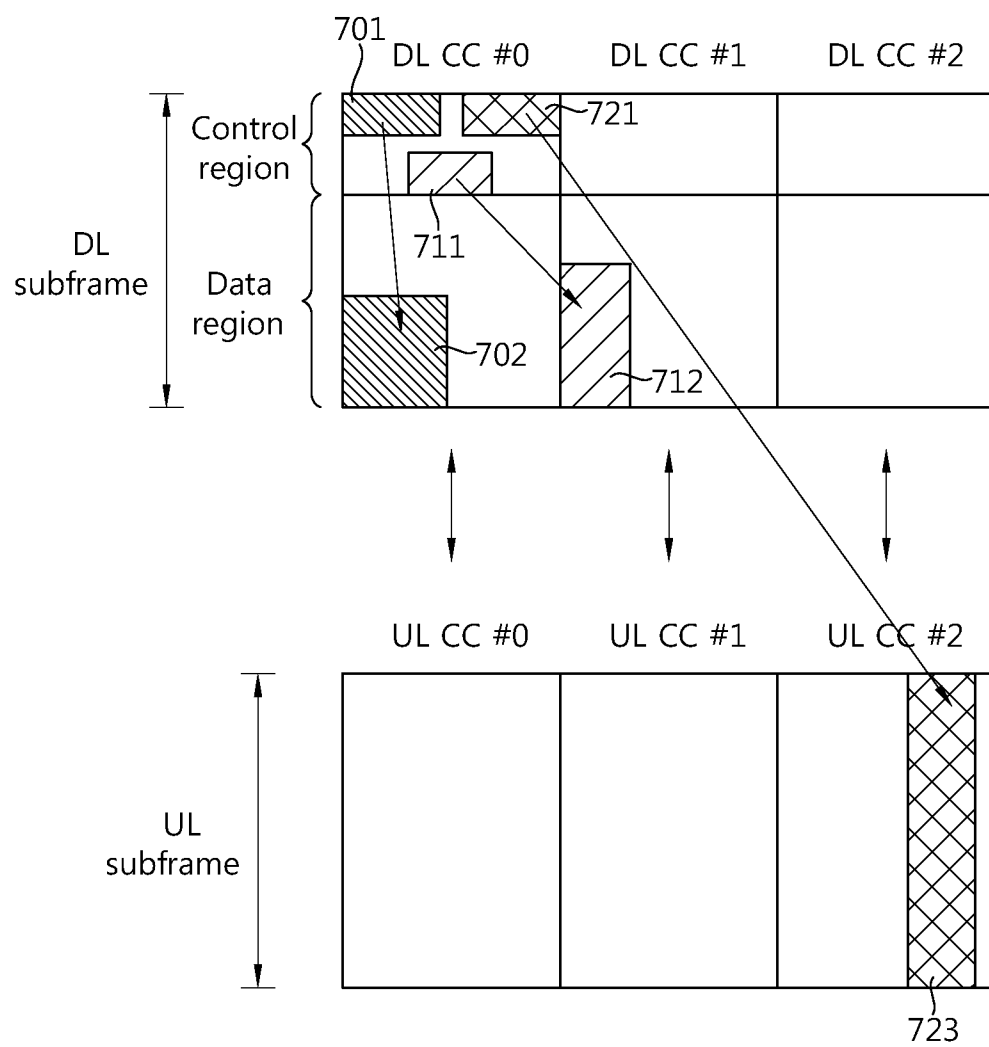 701
DL CC #0
DL CC #1
DL CC #2
721
Control
region
711
DL
subframe
Data
region
702
712
UL CC #0
UL CC #1
UL CC #2
UL
subframe
723